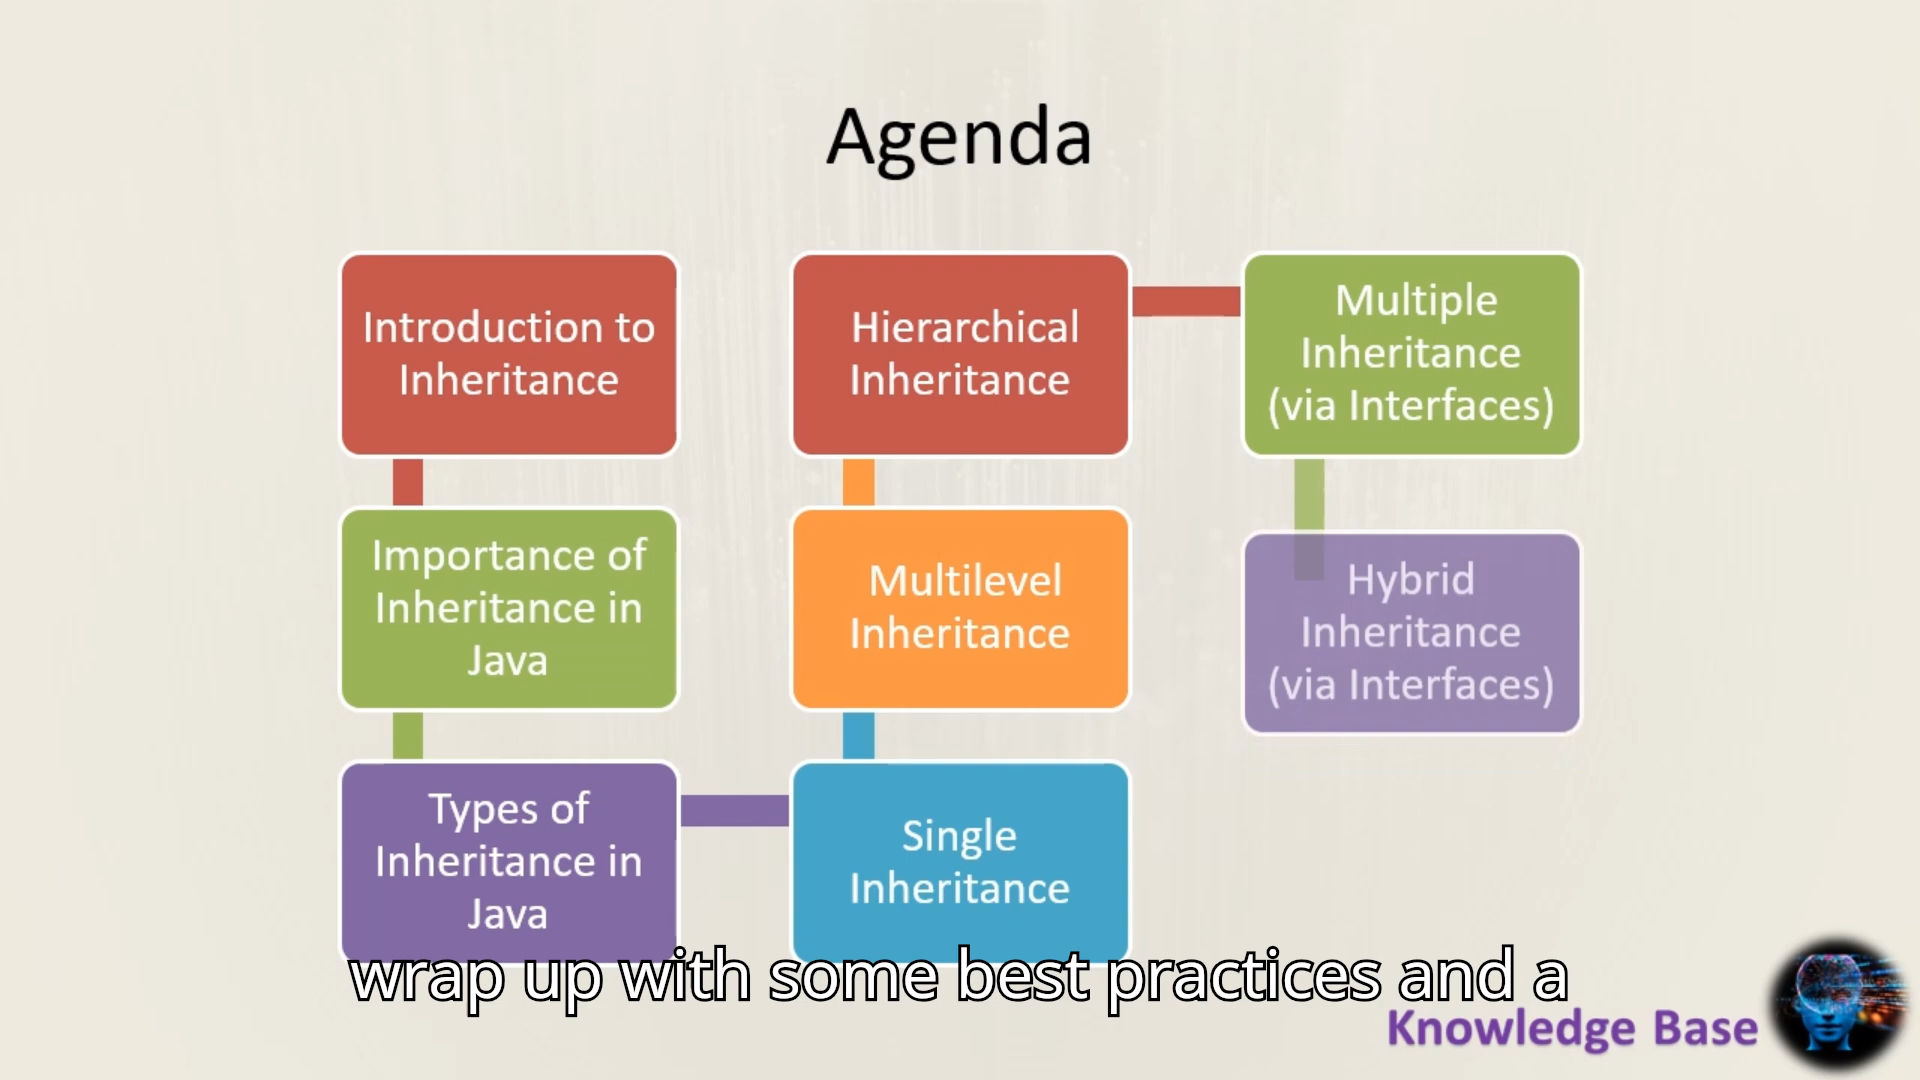 Agenda
Introduction to
Inheritance
Importance of
Inheritance in
Java
Types of
Inheritance in
Java
Single
Inheritance
Multilevel
Inheritance
Hierarchical
Inheritance
Multiple
Inheritance
(via Interfaces)
Hybrid
Inheritance
(via Interfaces)
wrap up with some best practices and a
Knowledge Base